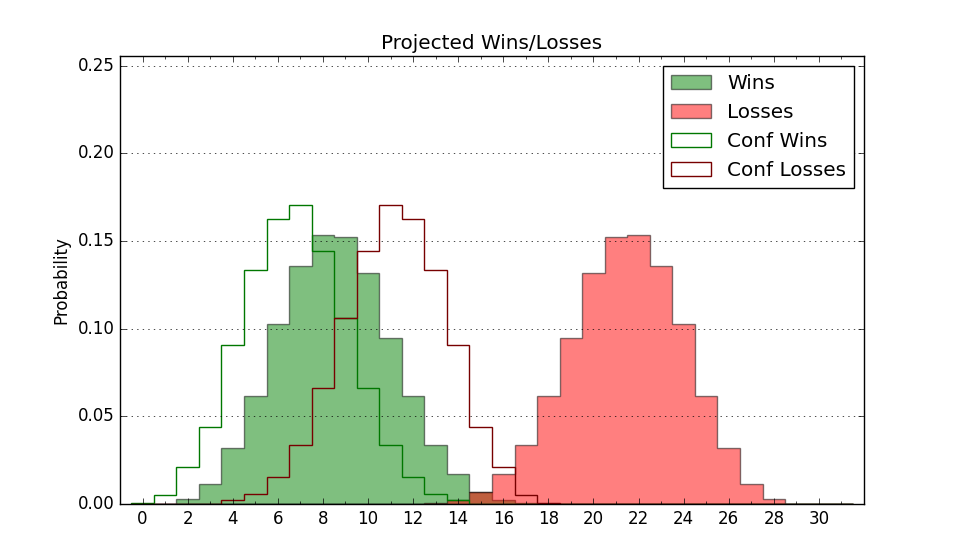 Projected Wins/Losses
0.25
0.20
0.15
0.10
0.05
0.00
Probability
Wins
Losses
Conf Wins
Conf Losses
0 2 4 6 8 10 12 14 16 18 20 22 24 26 28 30